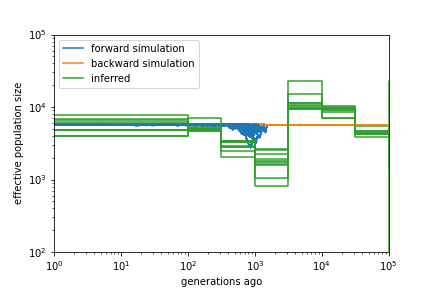 10^5
10^4
10^3
10^2
effective population size
forward simulation
backward simulation
inferred
10^0
10^1
10^2
10^3
10^4
10^5
generations ago